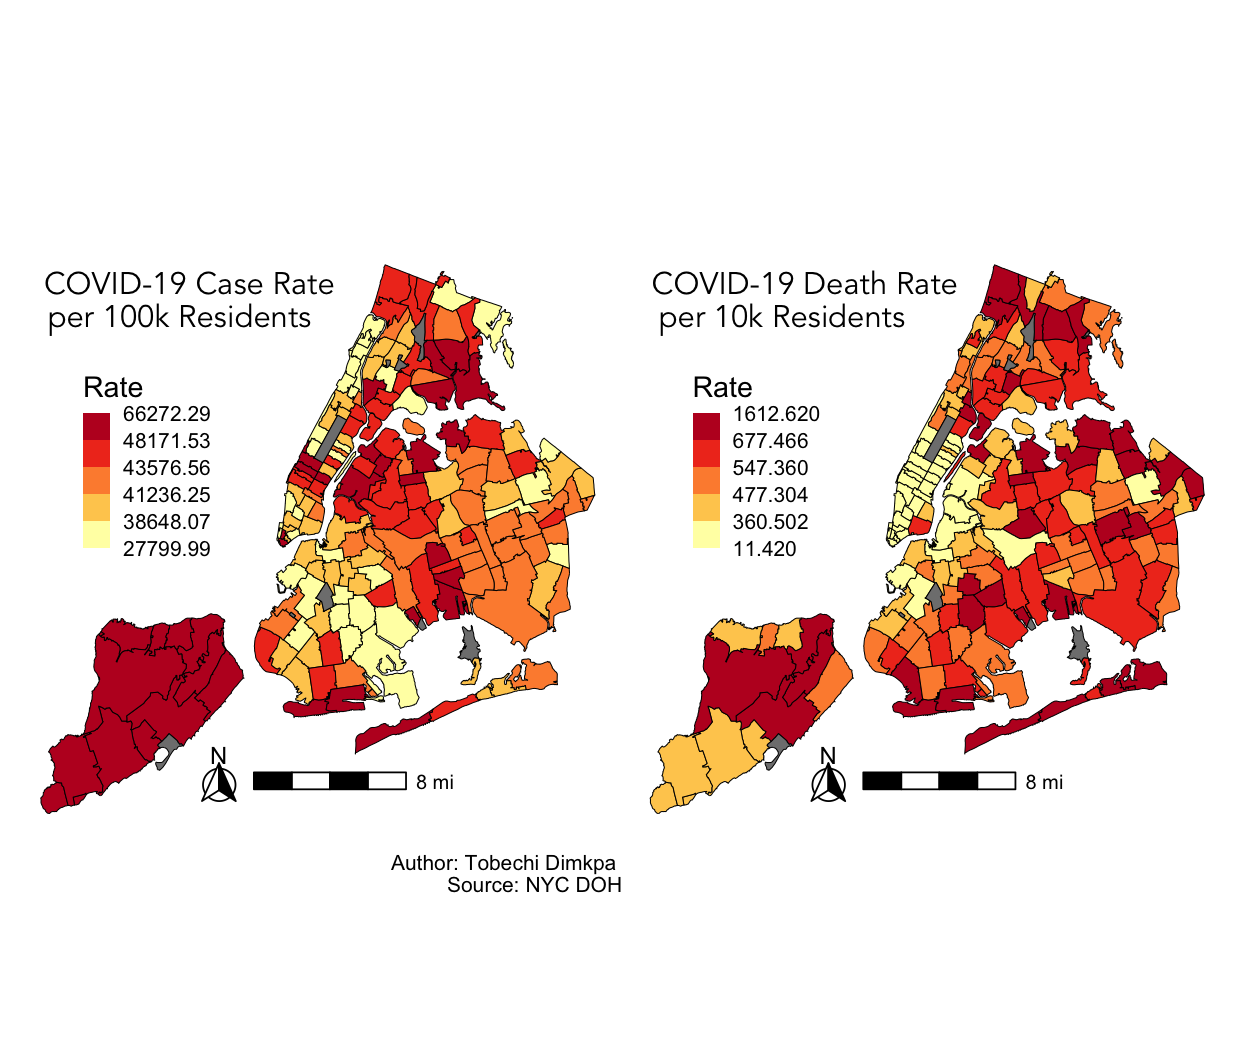 COVID-19 Case Rate
per 100k Residents
Rate
66272.29
48171.53
43576.56
41236.25
38648.07
27799.99
N
8 mi
COVID-19 Death Rate
per 10k Residents
Rate
1612.620
677.466
547.360
477.304
360.502
11.420
N
8 mi
Author: Tobechi Dimkpa
Source: NYC DOH